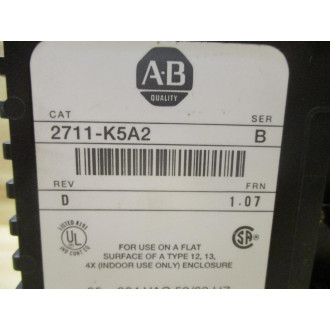 A-B
QUALITY
CAT SER
2711-K5A2 B
REV FRN
D 1.07
UL
FOR USE ON A FLAT
SURFACE OF A TYPE 12, 13,
4X (INDOOR USE ONLY) ENCLOSURE